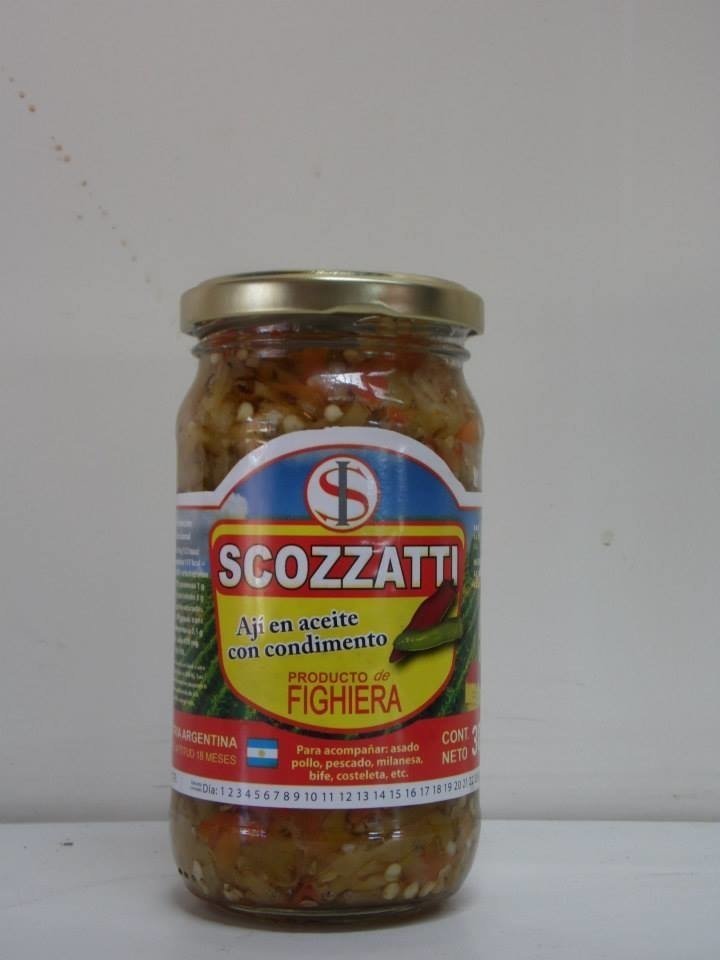 SI
SCOZZATTI
Ají en aceite
con condimento
PRODUCTO de
FIGHIERA
ARGENTINA
18 MESES
Para acompañar: asado
pollo, pescado, milanesa,
bife, costeleta, etc.
CONT.
NETO 3
Día: 1 2 3 4 5 6 7 8 9 10 11 12 13 14 15 16 17 18 19 20 21 22